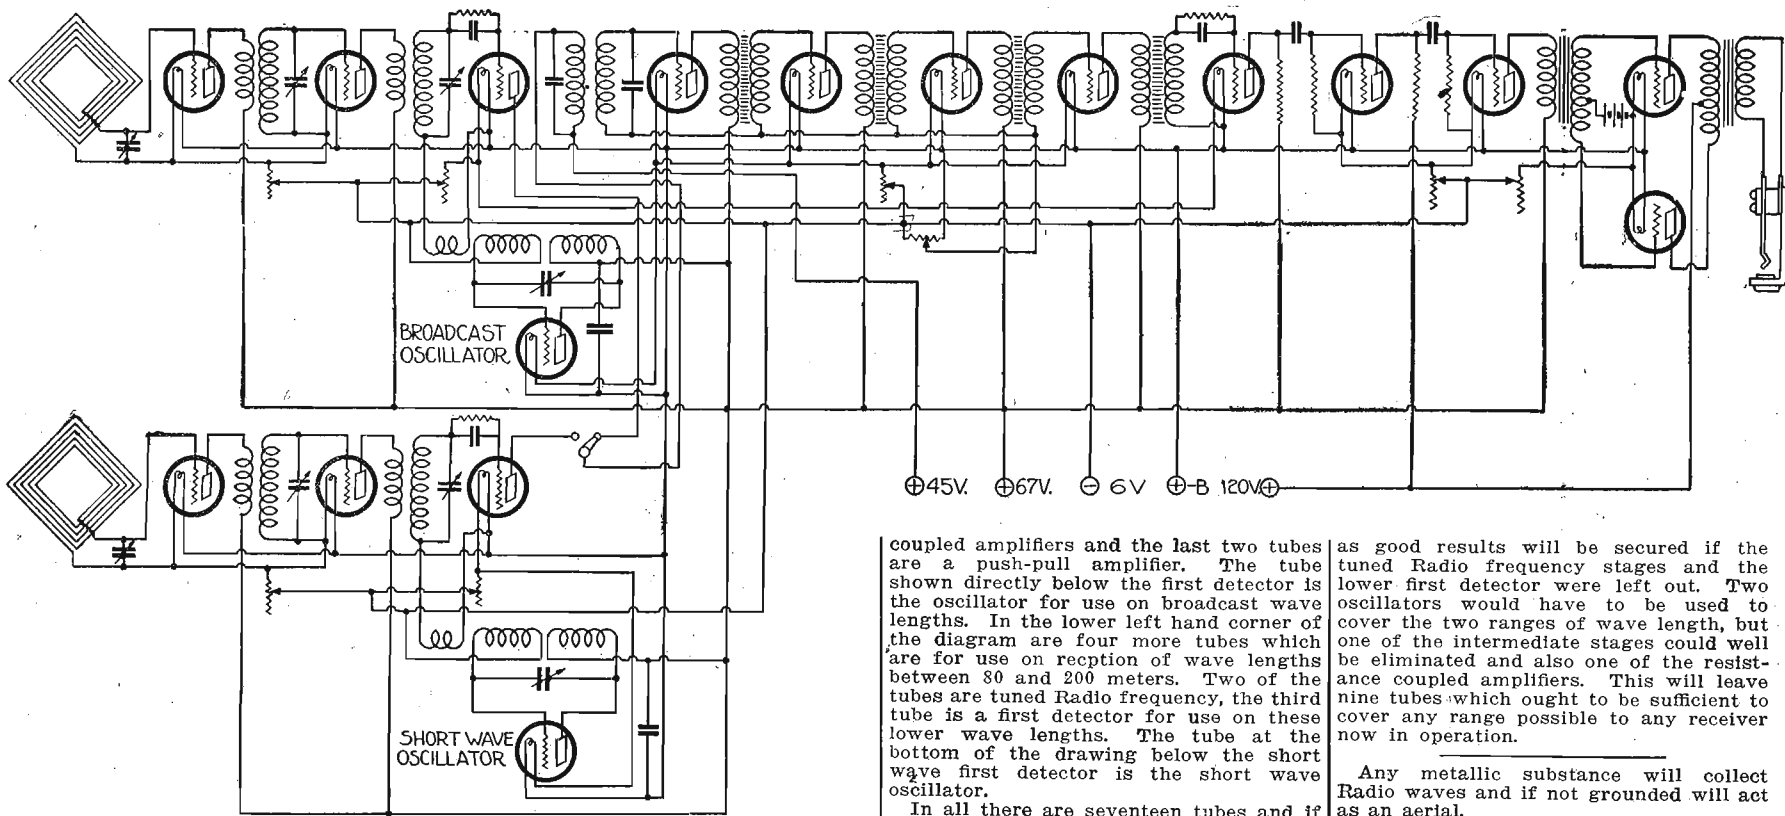 BROADCAST
OSCILLATOR
SHORT WAVE
OSCILLATOR
45V. 67V. 6V -B 120V.
coupled amplifiers and the last two tubes
are a push-pull amplifier. The tube
shown directly below the first detector is
the oscillator for use on broadcast wave
lengths. In the lower left hand corner of
the diagram are four more tubes which
are for use on recption of wave lengths
between 80 and 200 meters. Two of the
tubes are tuned Radio frequency, the third
tube is a first detector for use on these
lower wave lengths. The tube at the
bottom of the drawing below the short
wave first detector is the short wave
oscillator.
In all there are seventeen tubes and if
as good results will be secured if the
tuned Radio frequency stages and the
lower first detector were left out. Two
oscillators would have to be used to
cover the two ranges of wave length, but
one of the intermediate stages could well
be eliminated and also one of the resist-
ance coupled amplifiers. This will leave
nine tubes which ought to be sufficient to
cover any range possible to any receiver
now in operation.
Any metallic substance will collect
Radio waves and if not grounded will act
as an aerial.